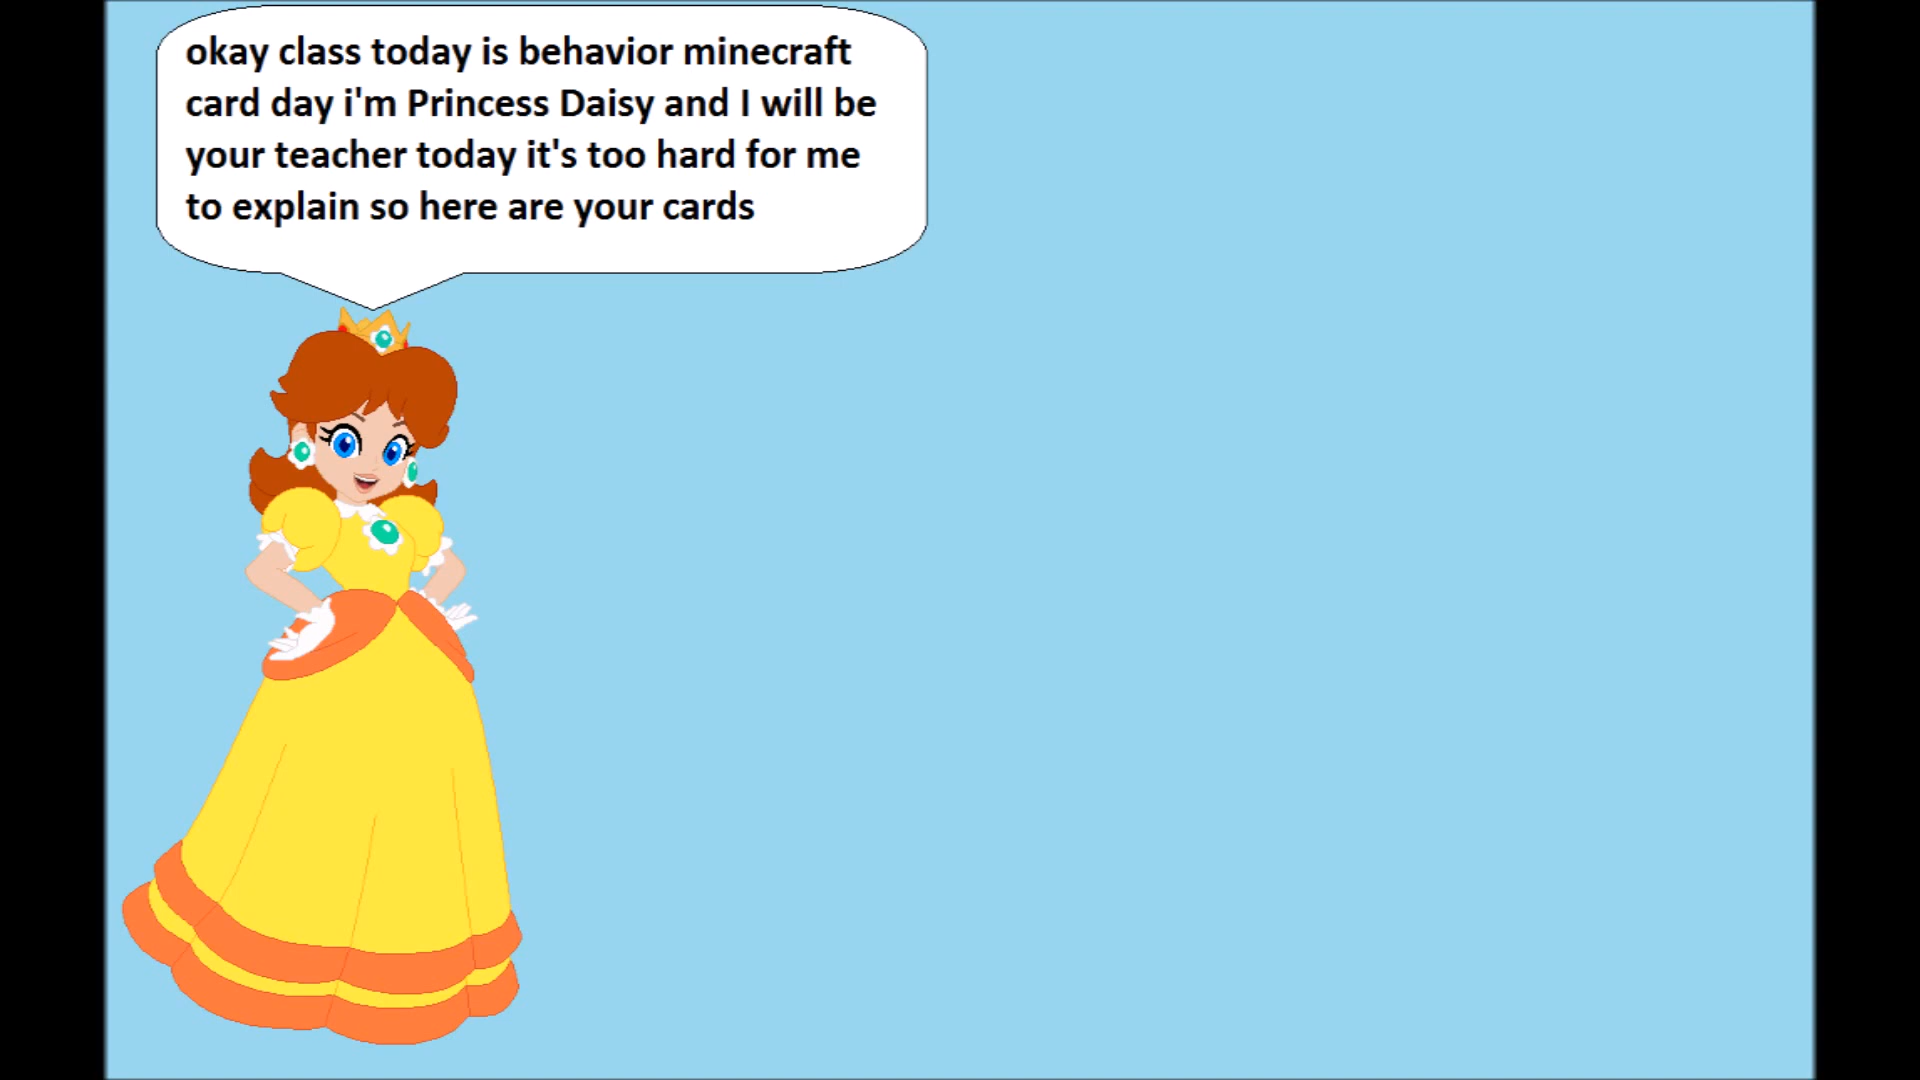 okay class today is behavior minecraft
card day i'm Princess Daisy and I will be
your teacher today it's too hard for me
to explain so here are your cards